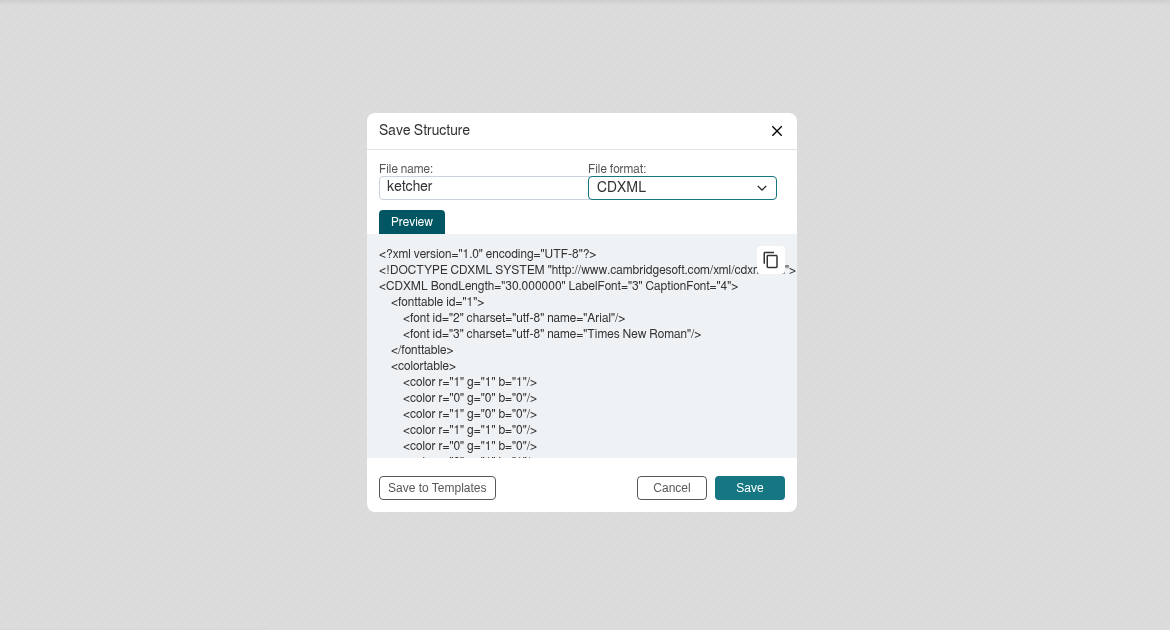 Save Structure
File name:
File format:
ketcher
CDXML
Preview
<?xml version="1.0" encoding="UTF-8"?>
<!DOCTYPE CDXML SYSTEM "http://www.cambridgesoft.com/xml/
<CDXML BondLength="30.000000" LabelFont="3" CaptionFont="4">
<fonttable id="1">
<font id="2" charset="utf-8" name="Arial"/>
<font id="3" charset="utf-8" name="Times New Roman"/>
</fonttable>
<colortable>
<color r="1" g="1" b="1"/>
<color r="0" g="0" b="0"/>
<color r="1" g="0" b="0"/>
<color r="1" g="1" b="0"/>
<color r="0" g="1" b="0"/>
Save to Templates
Cancel
Save